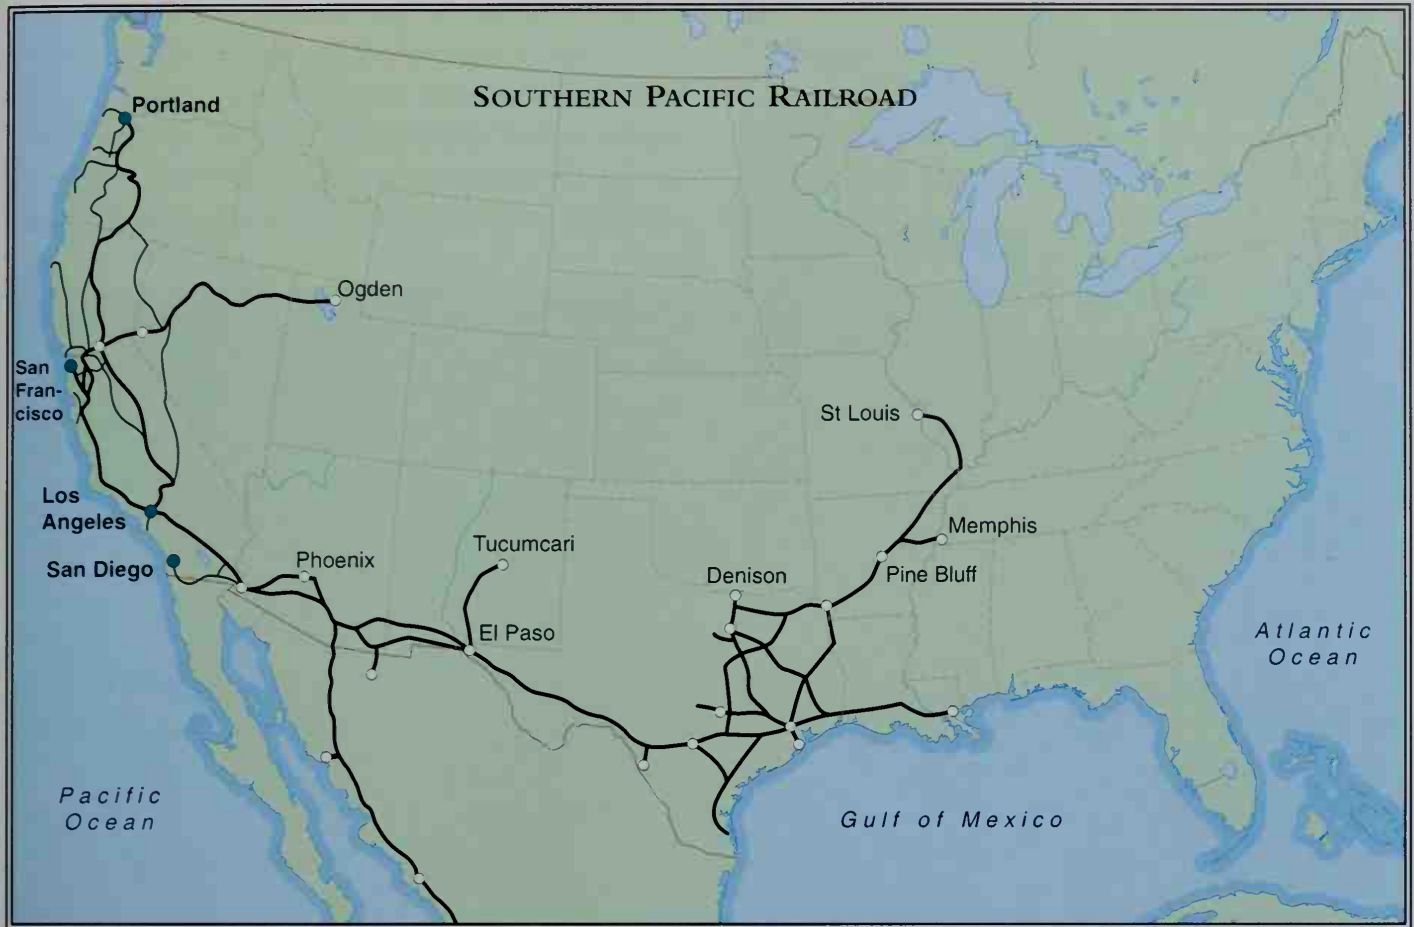 SOUTHERN PACIFIC RAILROAD
Portland
Ogden
San
Fran-
cisco
St Louis
Los
Angeles
Memphis
Tucumcari
Phoenix
San Diego
Denison
Pine Bluff
El Paso
Atlantic
Ocean
Pacific
Ocean
Gulf of Mexico